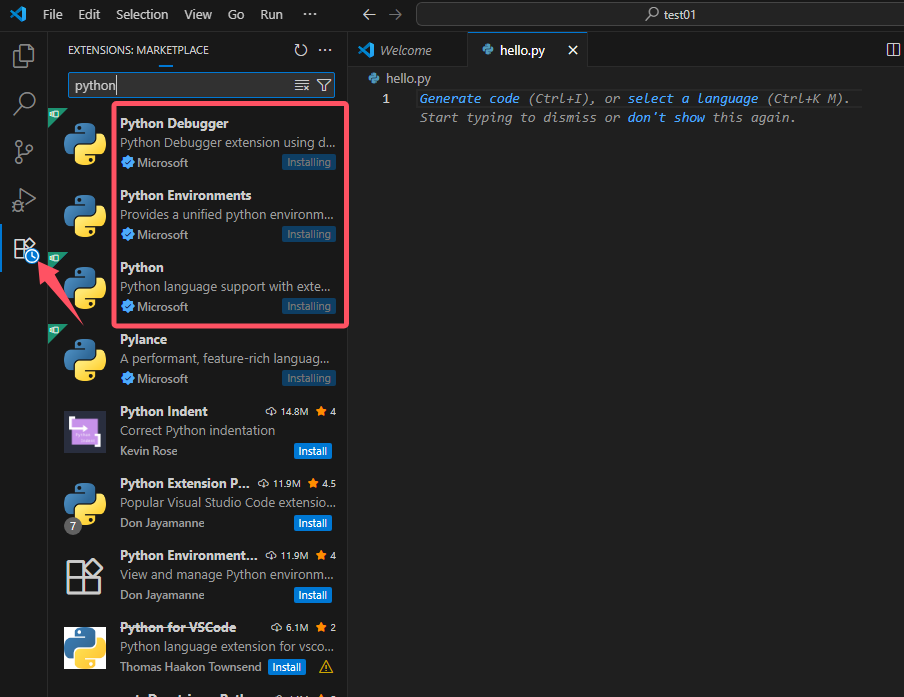 File Edit Selection View Go Run ··· test01
EXTENSIONS: MARKETPLACE ···
Welcome
hello.py
python
hello.py
1
Generate code (Ctrl+I), or select a language (Ctrl+K M).
Start typing to dismiss or don't show this again.
Python Debugger
Python Debugger extension using d...
Microsoft Installing
Python Environments
Provides a unified python environm...
Microsoft Installing
Python
Python language support with exte...
Microsoft Installing
Pylance
A performant, feature-rich languag...
Microsoft Installing
Python Indent 14.8M 4
Correct Python indentation
Kevin Rose Install
Python Extension P... 11.9M 4.5
Popular Visual Studio Code extensio...
7
Don Jayamanne Install
Python Environment... 11.9M 4
View and manage Python environm...
Don Jayamanne Install
Python for VSCode 6.1M 2
Python language extension for vsco...
Thomas Haakon Townsend Install